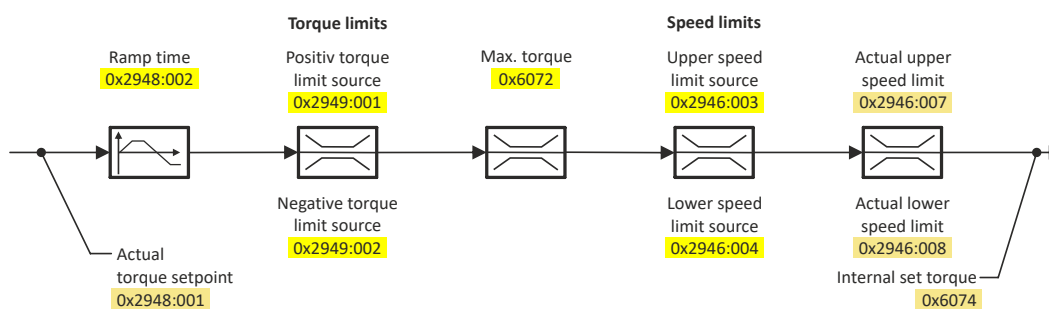 Torque limits
Speed limits
Ramp time
0x2948:002
Positiv torque
limit source
0x2949:001
Max. torque
0x6072
Upper speed
limit source
0x2946:003
Actual upper
speed limit
0x2946:007
Negative torque
limit source
0x2949:002
Lower speed
limit source
0x2946:004
Actual lower
speed limit
0x2946:008
Actual
torque setpoint
0x2948:001
Internal set torque
0x6074